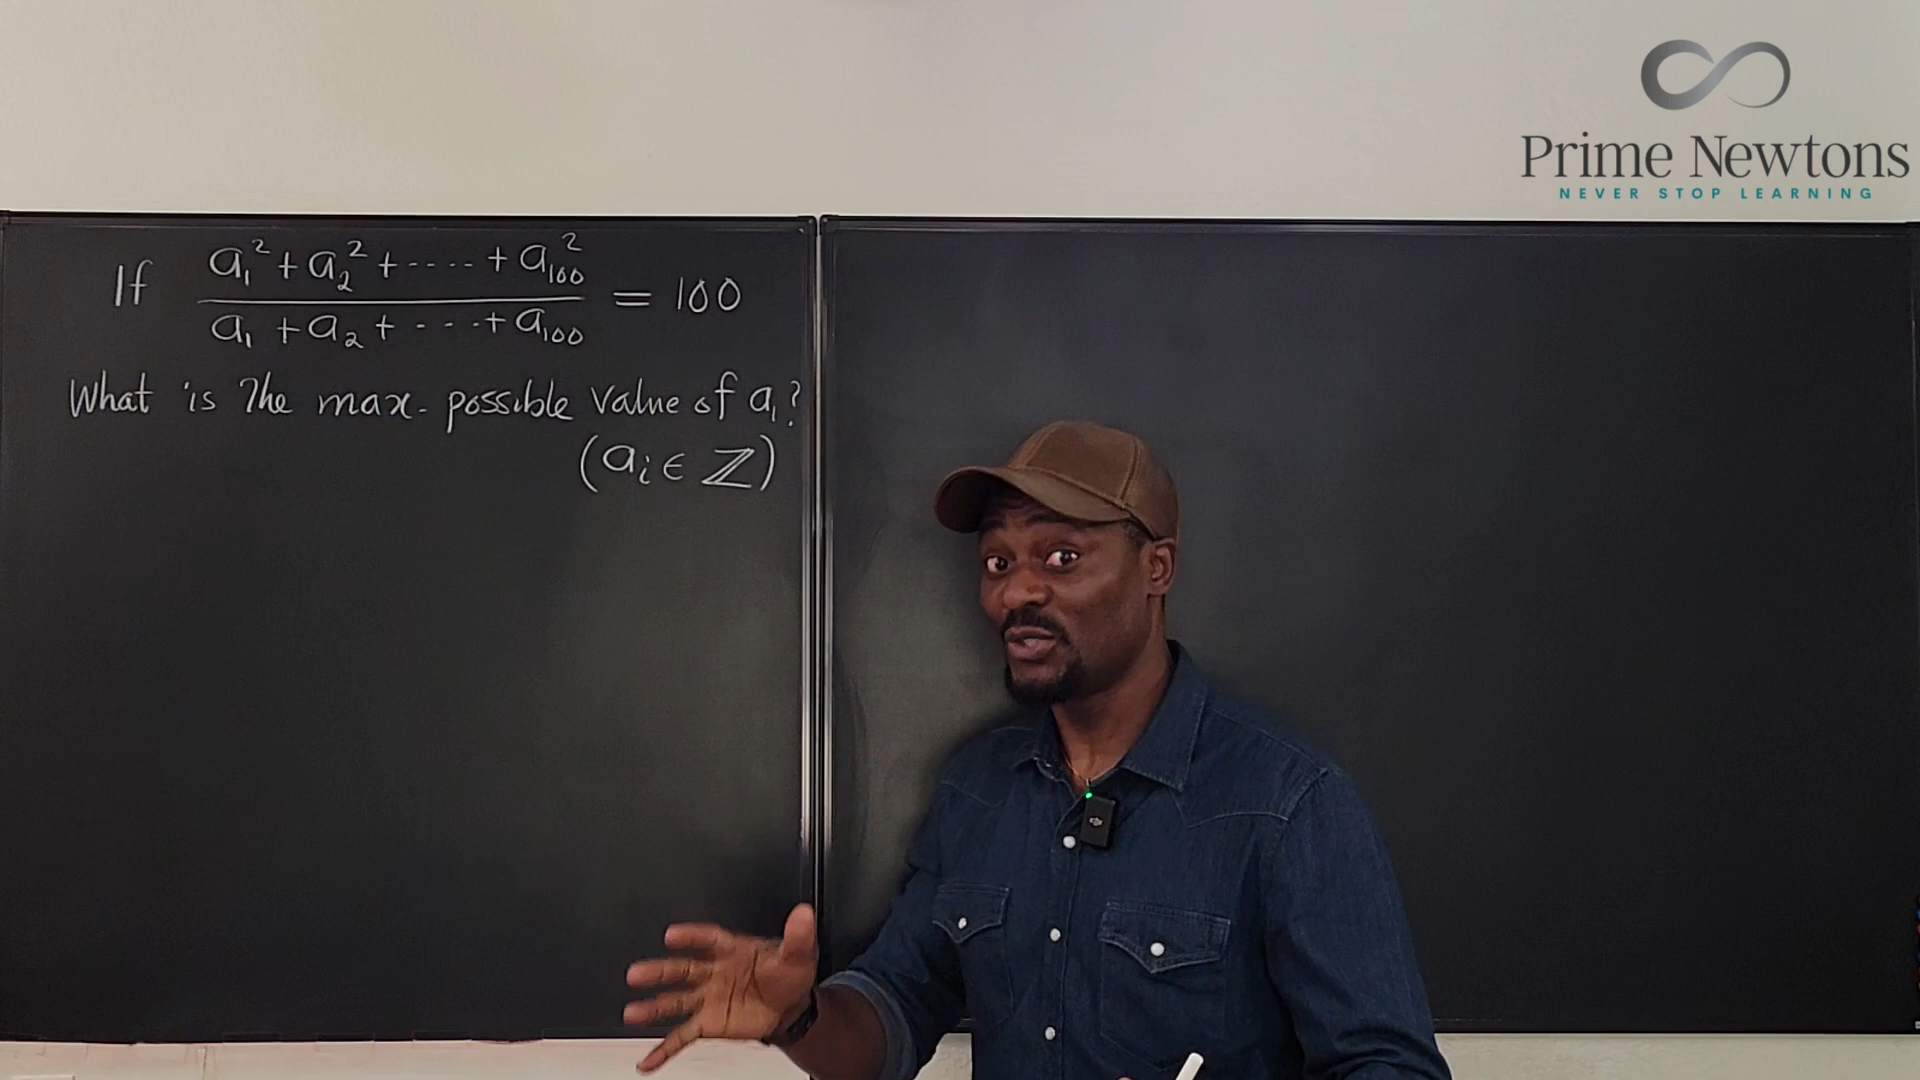 Prime Newtons
NEVER STOP LEARNING
If (a₁² + a₂² + ---- + a₁₀₀²) / (a₁ + a₂ + ---- + a₁₀₀) = 100
What is the max. possible value of a₁?
(aᵢ ∈ ℤ)